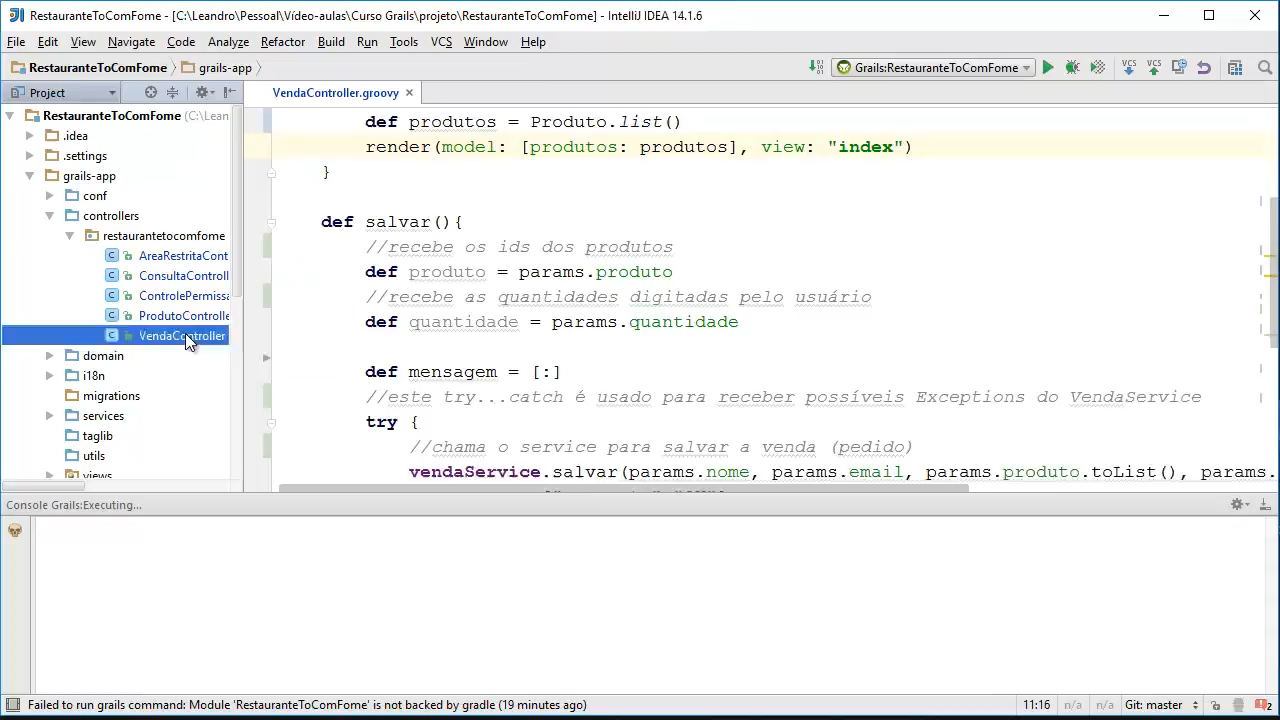 RestauranteToComFome - [C:\Leandro\Pessoal\Vídeo-aulas\Curso Grails\projeto\RestauranteToComFome] - IntelliJ IDEA 14.1.6
File Edit View Navigate Code Analyze Refactor Build Run Tools VCS Window Help
RestauranteToComFome grails-app Grails:RestauranteToComFome VCS VCS
Project VendaController.groovy
RestauranteToComFome (C:\Lean
.idea
.settings
grails-app
conf
controllers
restaurantetocomfome
AreaRestritaCont
ConsultaControll
ControlePermissa
ProdutoControlle
VendaController
domain
i18n
migrations
services
taglib
utils
views
def produtos = Produto.list()
render(model: [produtos: produtos], view: "index")
}
def salvar(){
//recebe os ids dos produtos
def produto = params.produto
//recebe as quantidades digitadas pelo usuário
def quantidade = params.quantidade
def mensagem = [:]
//este try...catch é usado para receber possíveis Exceptions do VendaService
try {
//chama o service para salvar a venda (pedido)
vendaService.salvar(params.nome, params.email, params.produto.toList(), params.
Console Grails:Executing...
Failed to run grails command: Module 'RestauranteToComFome' is not backed by gradle (19 minutes ago) 11:16 n/a n/a Git: master 2